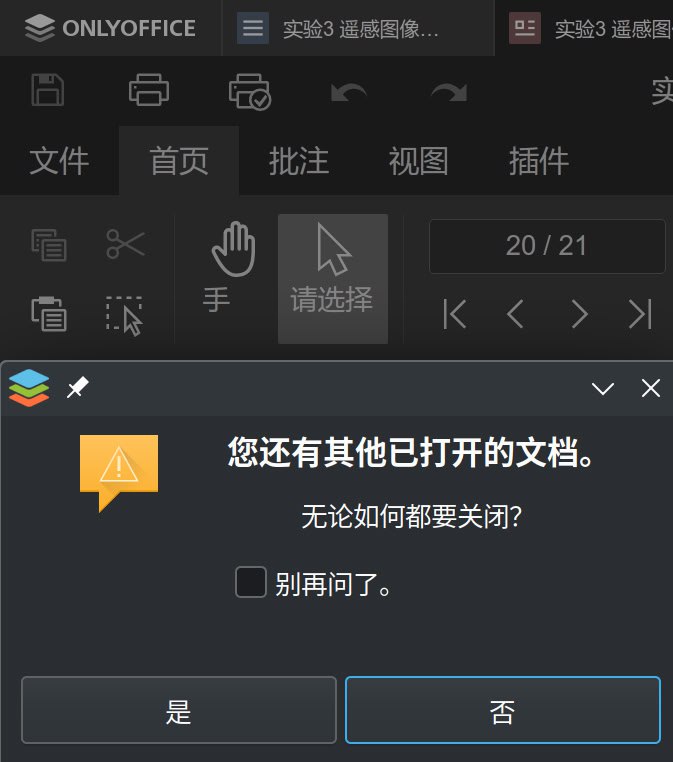 ONLYOFFICE
实验3 遥感图像…
实验3 遥感图
实
文件
首页
批注
视图
插件
手
请选择
20 / 21
您还有其他已打开的文档。
无论如何都要关闭?
别再问了。
是
否